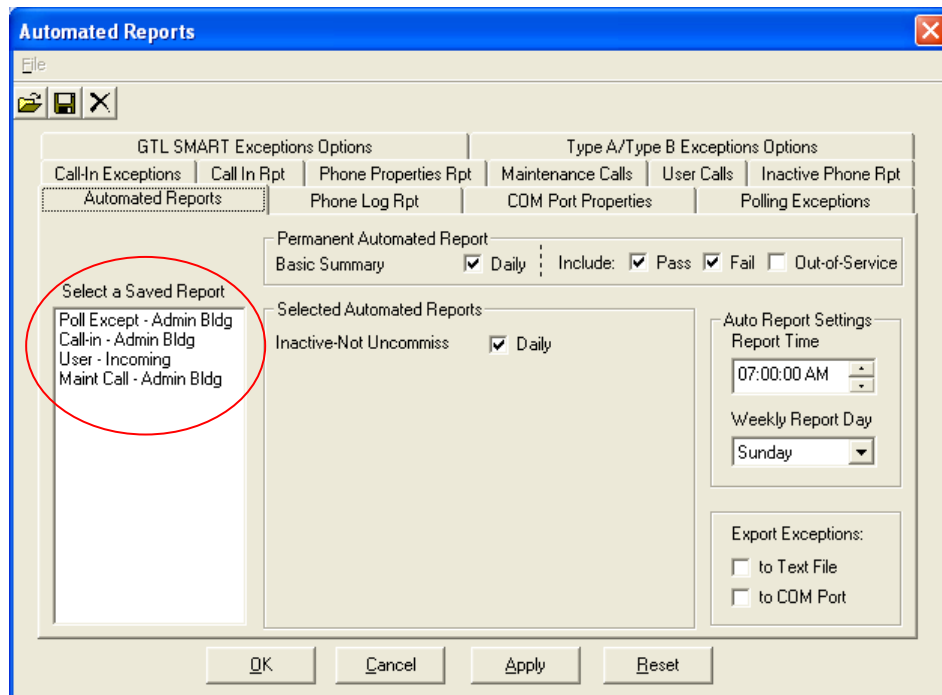 Automated Reports
File
GTL SMART Exceptions Options
Type A/Type B Exceptions Options
Call-In Exceptions
Call In Rpt
Phone Properties Rpt
Maintenance Calls
User Calls
Inactive Phone Rpt
Automated Reports
Phone Log Rpt
COM Port Properties
Polling Exceptions
Select a Saved Report
Poll Except - Admin Bldg
Call-in - Admin Bldg
User - Incoming
Maint Call - Admin Bldg
Permanent Automated Report
Basic Summary Daily Include: Pass Fail Out-of-Service
Selected Automated Reports
Inactive-Not Uncommiss Daily
Auto Report Settings
Report Time
07:00:00 AM
Weekly Report Day
Sunday
Export Exceptions:
to Text File
to COM Port
OK
Cancel
Apply
Reset